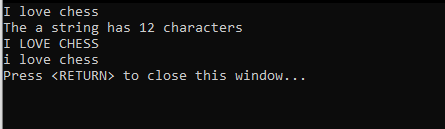 I love chess
The a string has 12 characters
I LOVE CHESS
i love chess
Press <RETURN> to close this window...